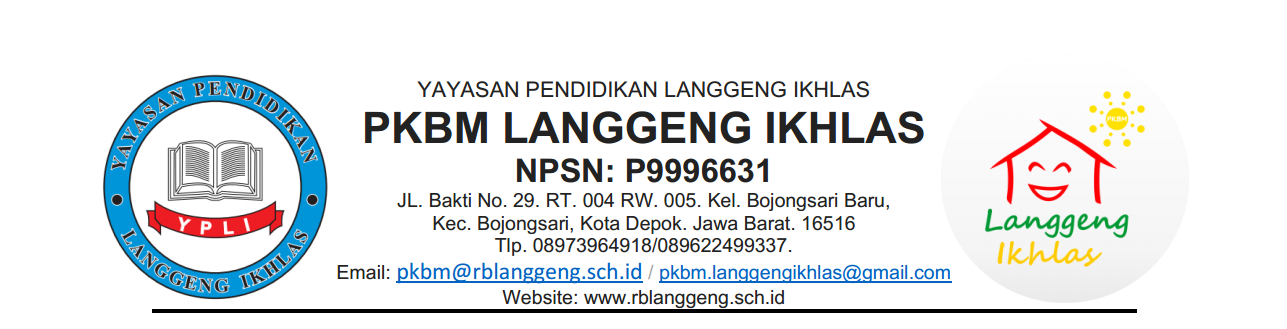 YAYASAN PENDIDIKAN
YPLI
LANGGENG IKHLAS
YAYASAN PENDIDIKAN LANGGENG IKHLAS
PKBM LANGGENG IKHLAS
NPSN: P9996631
JL. Bakti No. 29. RT. 004 RW. 005. Kel. Bojongsari Baru,
Kec. Bojongsari, Kota Depok. Jawa Barat. 16516
Tlp. 08973964918/089622499337.
Email: pkbm@rblanggeng.sch.id / pkbm.langgengikhlas@gmail.com
Website: www.rblanggeng.sch.id
PKBM
Langgeng
Ikhlas